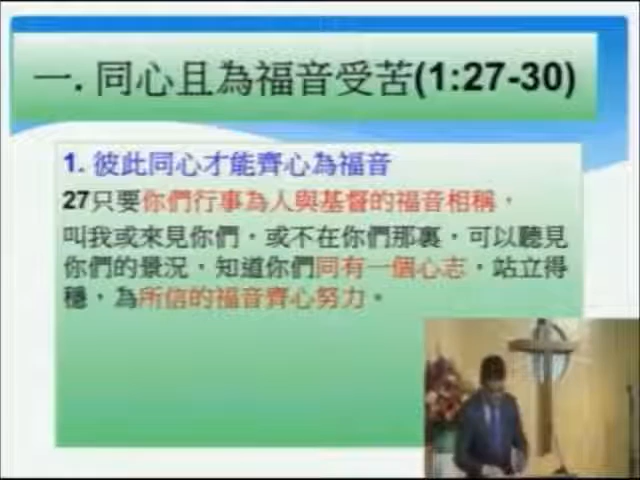 一. 同心且為福音受苦(1:27-30)
1. 彼此同心才能齊心為福音
27只要你們行事為人與基督的福音相稱，
叫我或來見你們，或不在你們那裏，可以聽見
你們的景況，知道你們同有一個心志，站立得
穩，為所信的福音齊心努力。